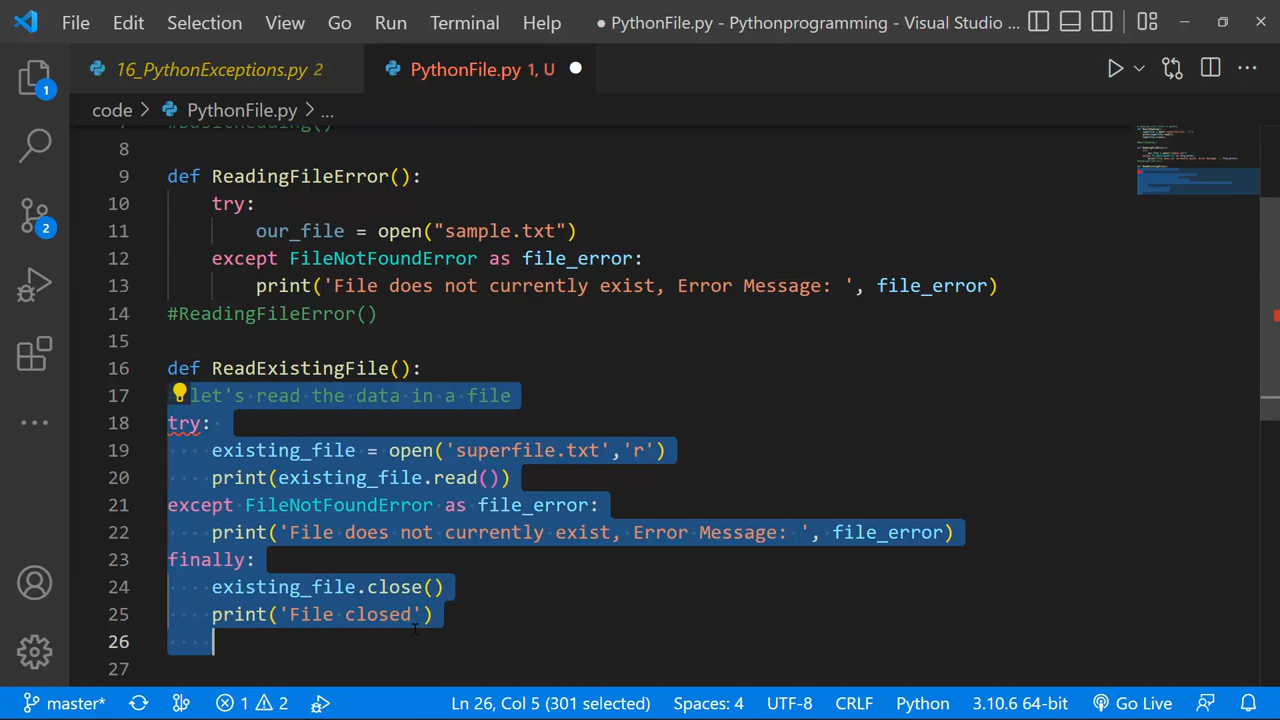 File Edit Selection View Go Run Terminal Help ● PythonFile.py - Pythonprogramming - Visual Studio ...
16_PythonExceptions.py 2 PythonFile.py 1, U
code > PythonFile.py > ...
1
2
7 #BasicReading()
8
9 def ReadingFileError():
10 try:
11 our_file = open("sample.txt")
12 except FileNotFoundError as file_error:
13 print('File does not currently exist, Error Message: ', file_error)
14 #ReadingFileError()
15
16 def ReadExistingFile():
17 let's read the data in a file
18 try:
19 existing_file = open('superfile.txt','r')
20 print(existing_file.read())
21 except FileNotFoundError as file_error:
22 print('File does not currently exist, Error Message: ', file_error)
23 finally:
24 existing_file.close()
25 print('File closed')
26
27
master* 1 2 Ln 26, Col 5 (301 selected) Spaces: 4 UTF-8 CRLF Python 3.10.6 64-bit Go Live